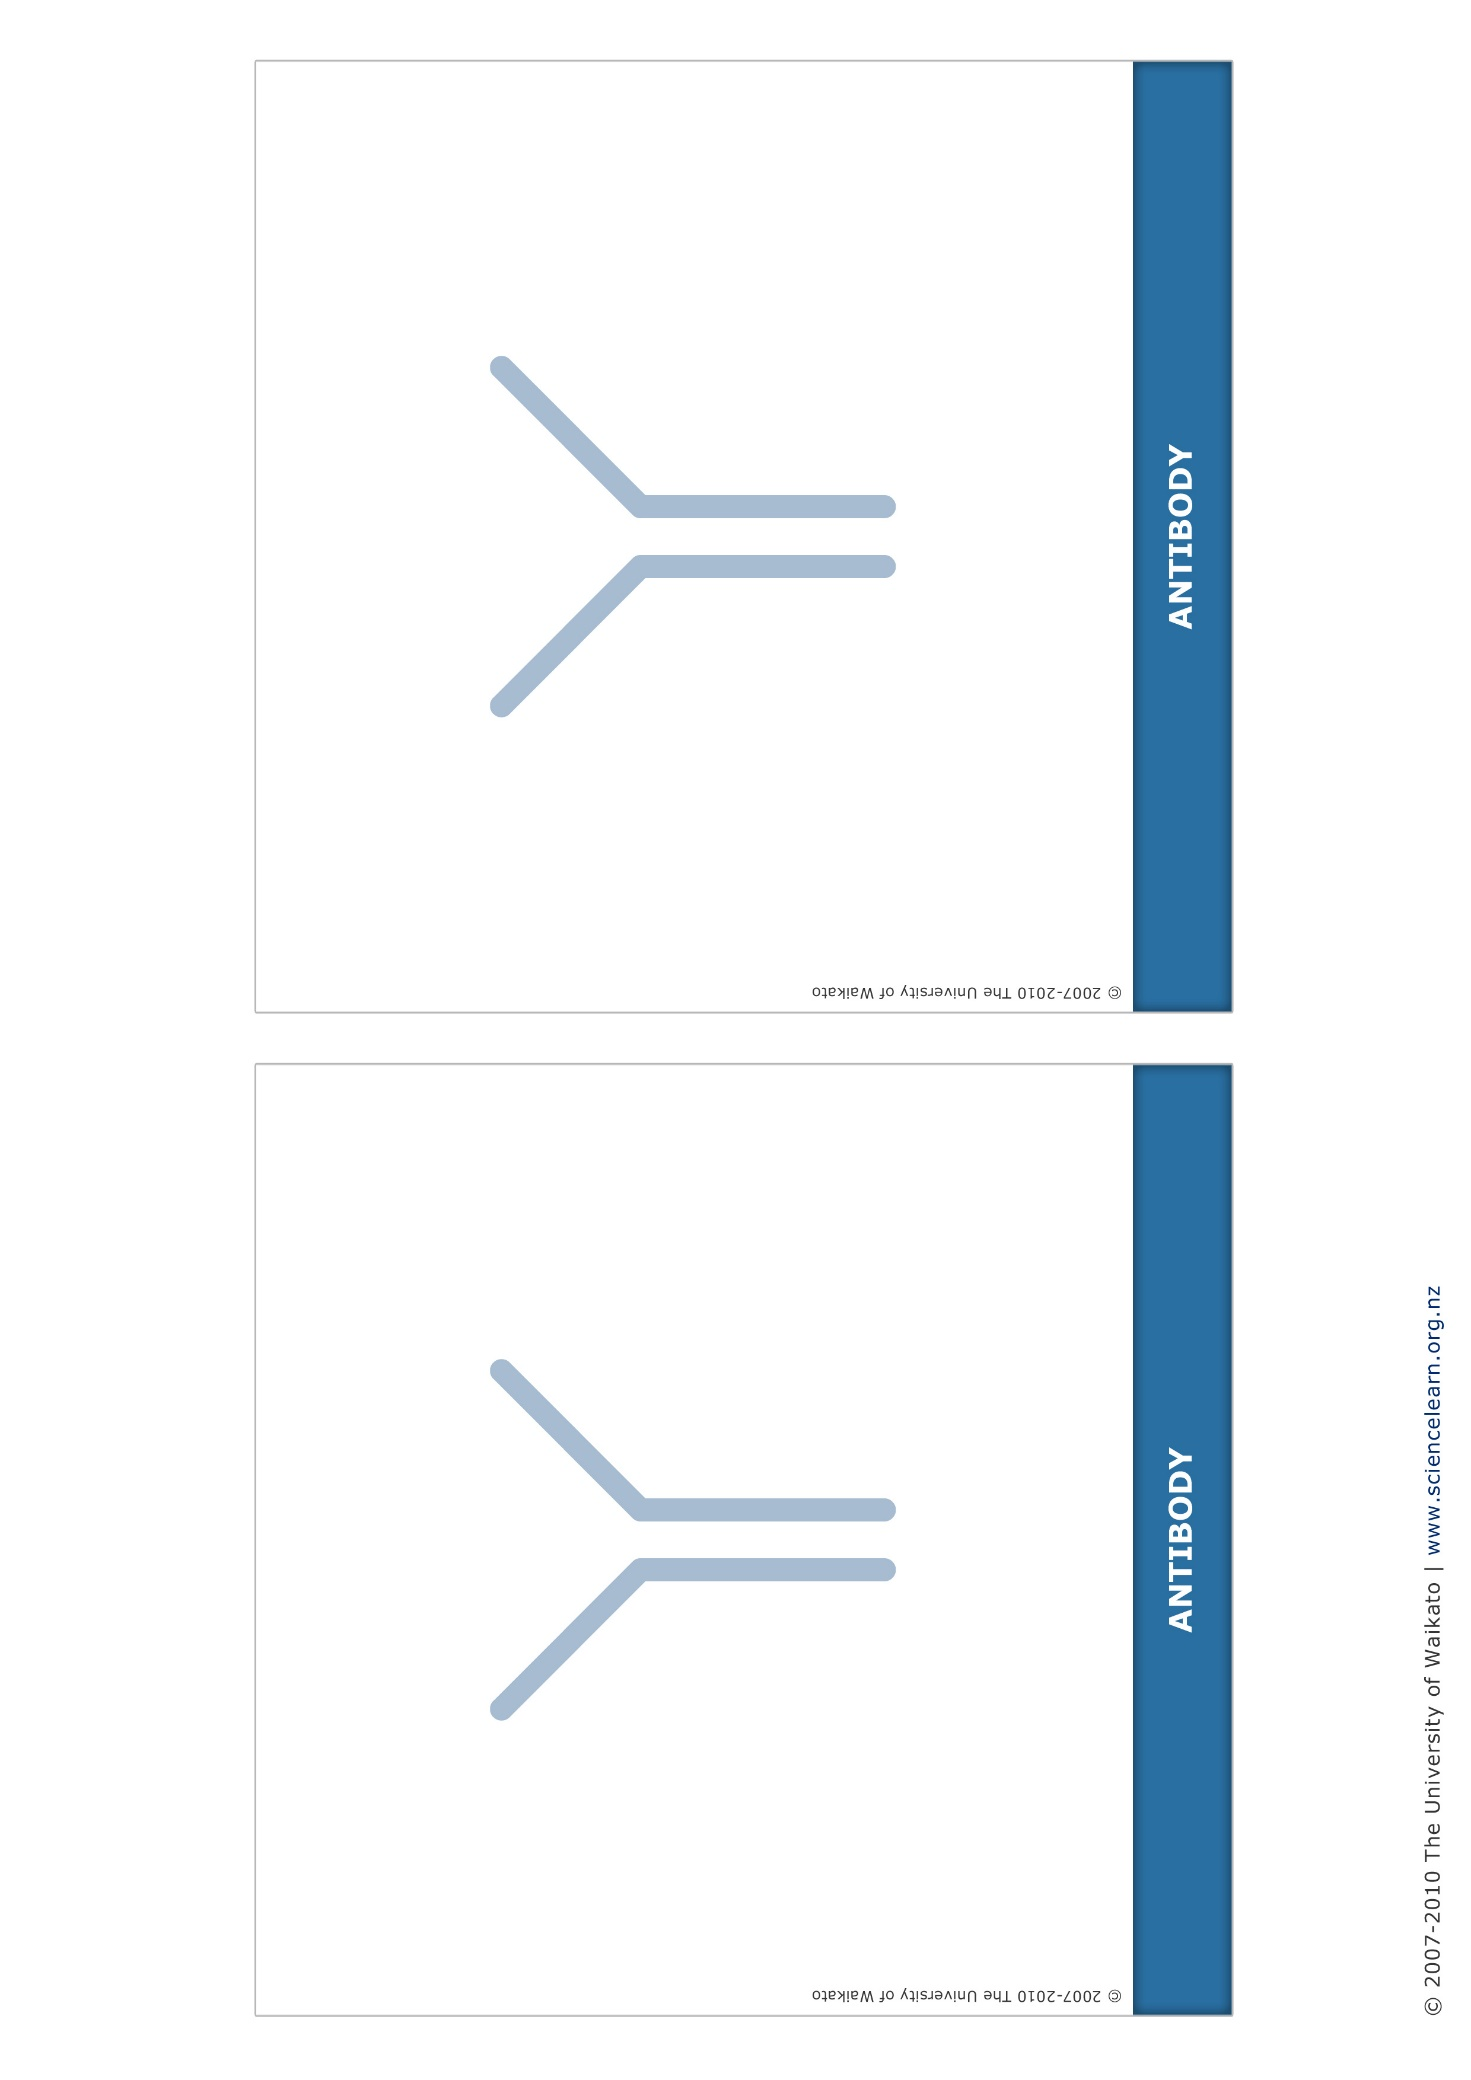 ANTIBODY
© 2007-2010 The University of Waikato
ANTIBODY
© 2007-2010 The University of Waikato
© 2007-2010 The University of Waikato | www.sciencelearn.org.nz